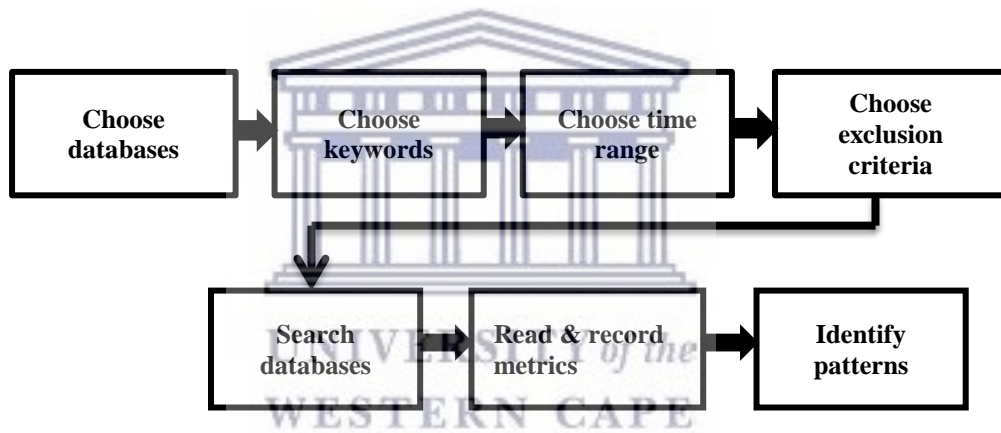 Choose
databases
Choose
keywords
Choose time
range
Choose
exclusion
criteria
Search
databases
Read & record
metrics
Identify
patterns
UNIVERSITY of the
WESTERN CAPE